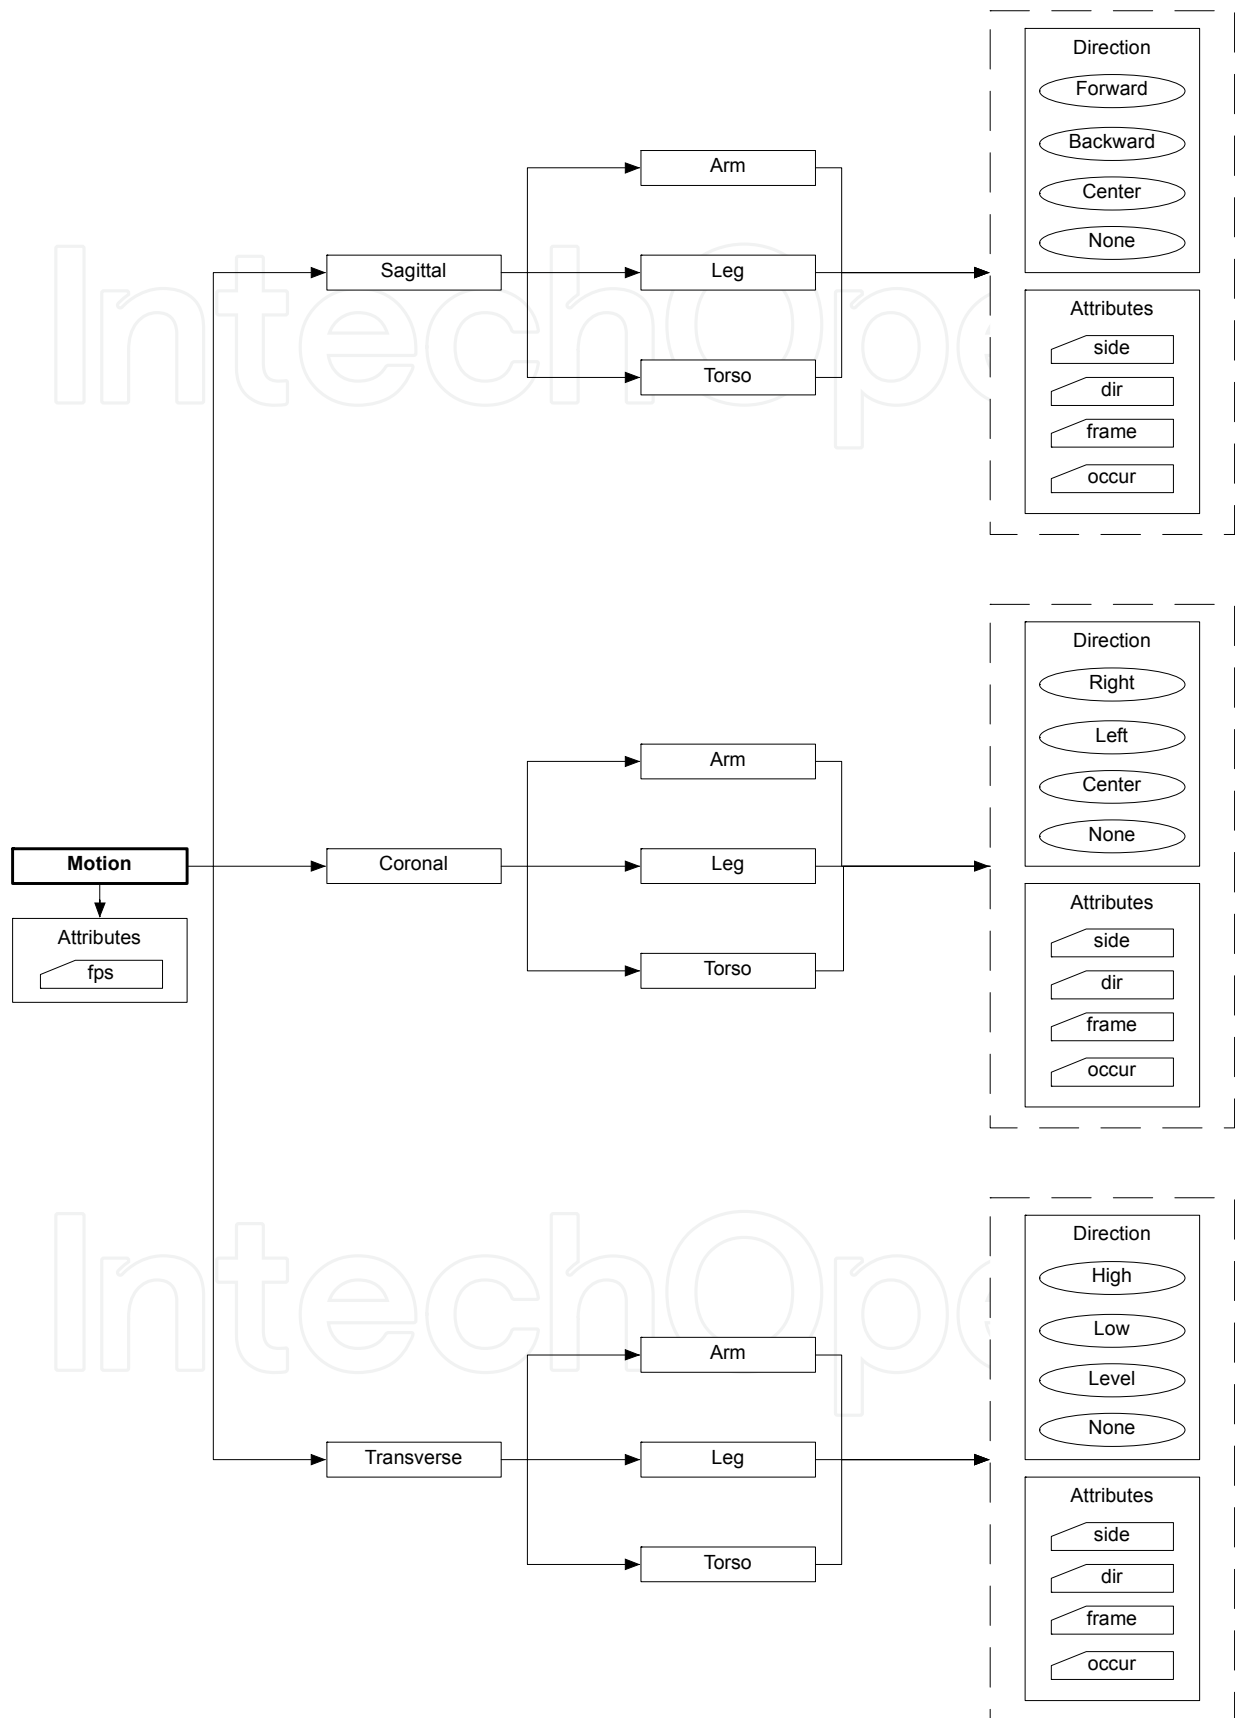 Motion
Attributes
fps
Sagittal
Arm
Leg
Torso
Direction
Forward
Backward
Center
None
Attributes
side
dir
frame
occur
Coronal
Arm
Leg
Torso
Direction
Right
Left
Center
None
Attributes
side
dir
frame
occur
Transverse
Arm
Leg
Torso
Direction
High
Low
Level
None
Attributes
side
dir
frame
occur
IntechOpe
IntechOpe